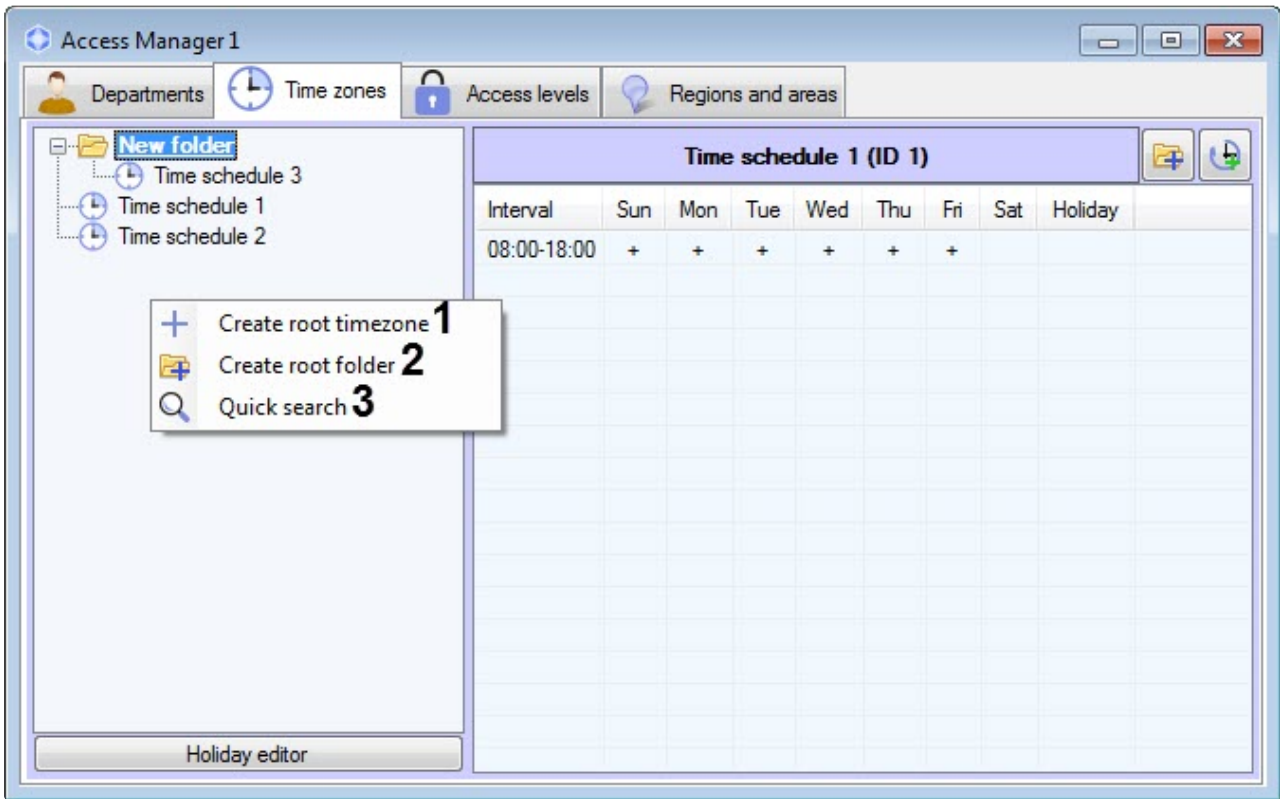 Access Manager 1
Departments Time zones Access levels Regions and areas
New folder
Time schedule 3
Time schedule 1
Time schedule 2
Create root timezone 1
Create root folder 2
Quick search 3
Holiday editor
Time schedule 1 (ID 1)
Interval Sun Mon Tue Wed Thu Fri Sat Holiday
08:00-18:00 + + + + + +